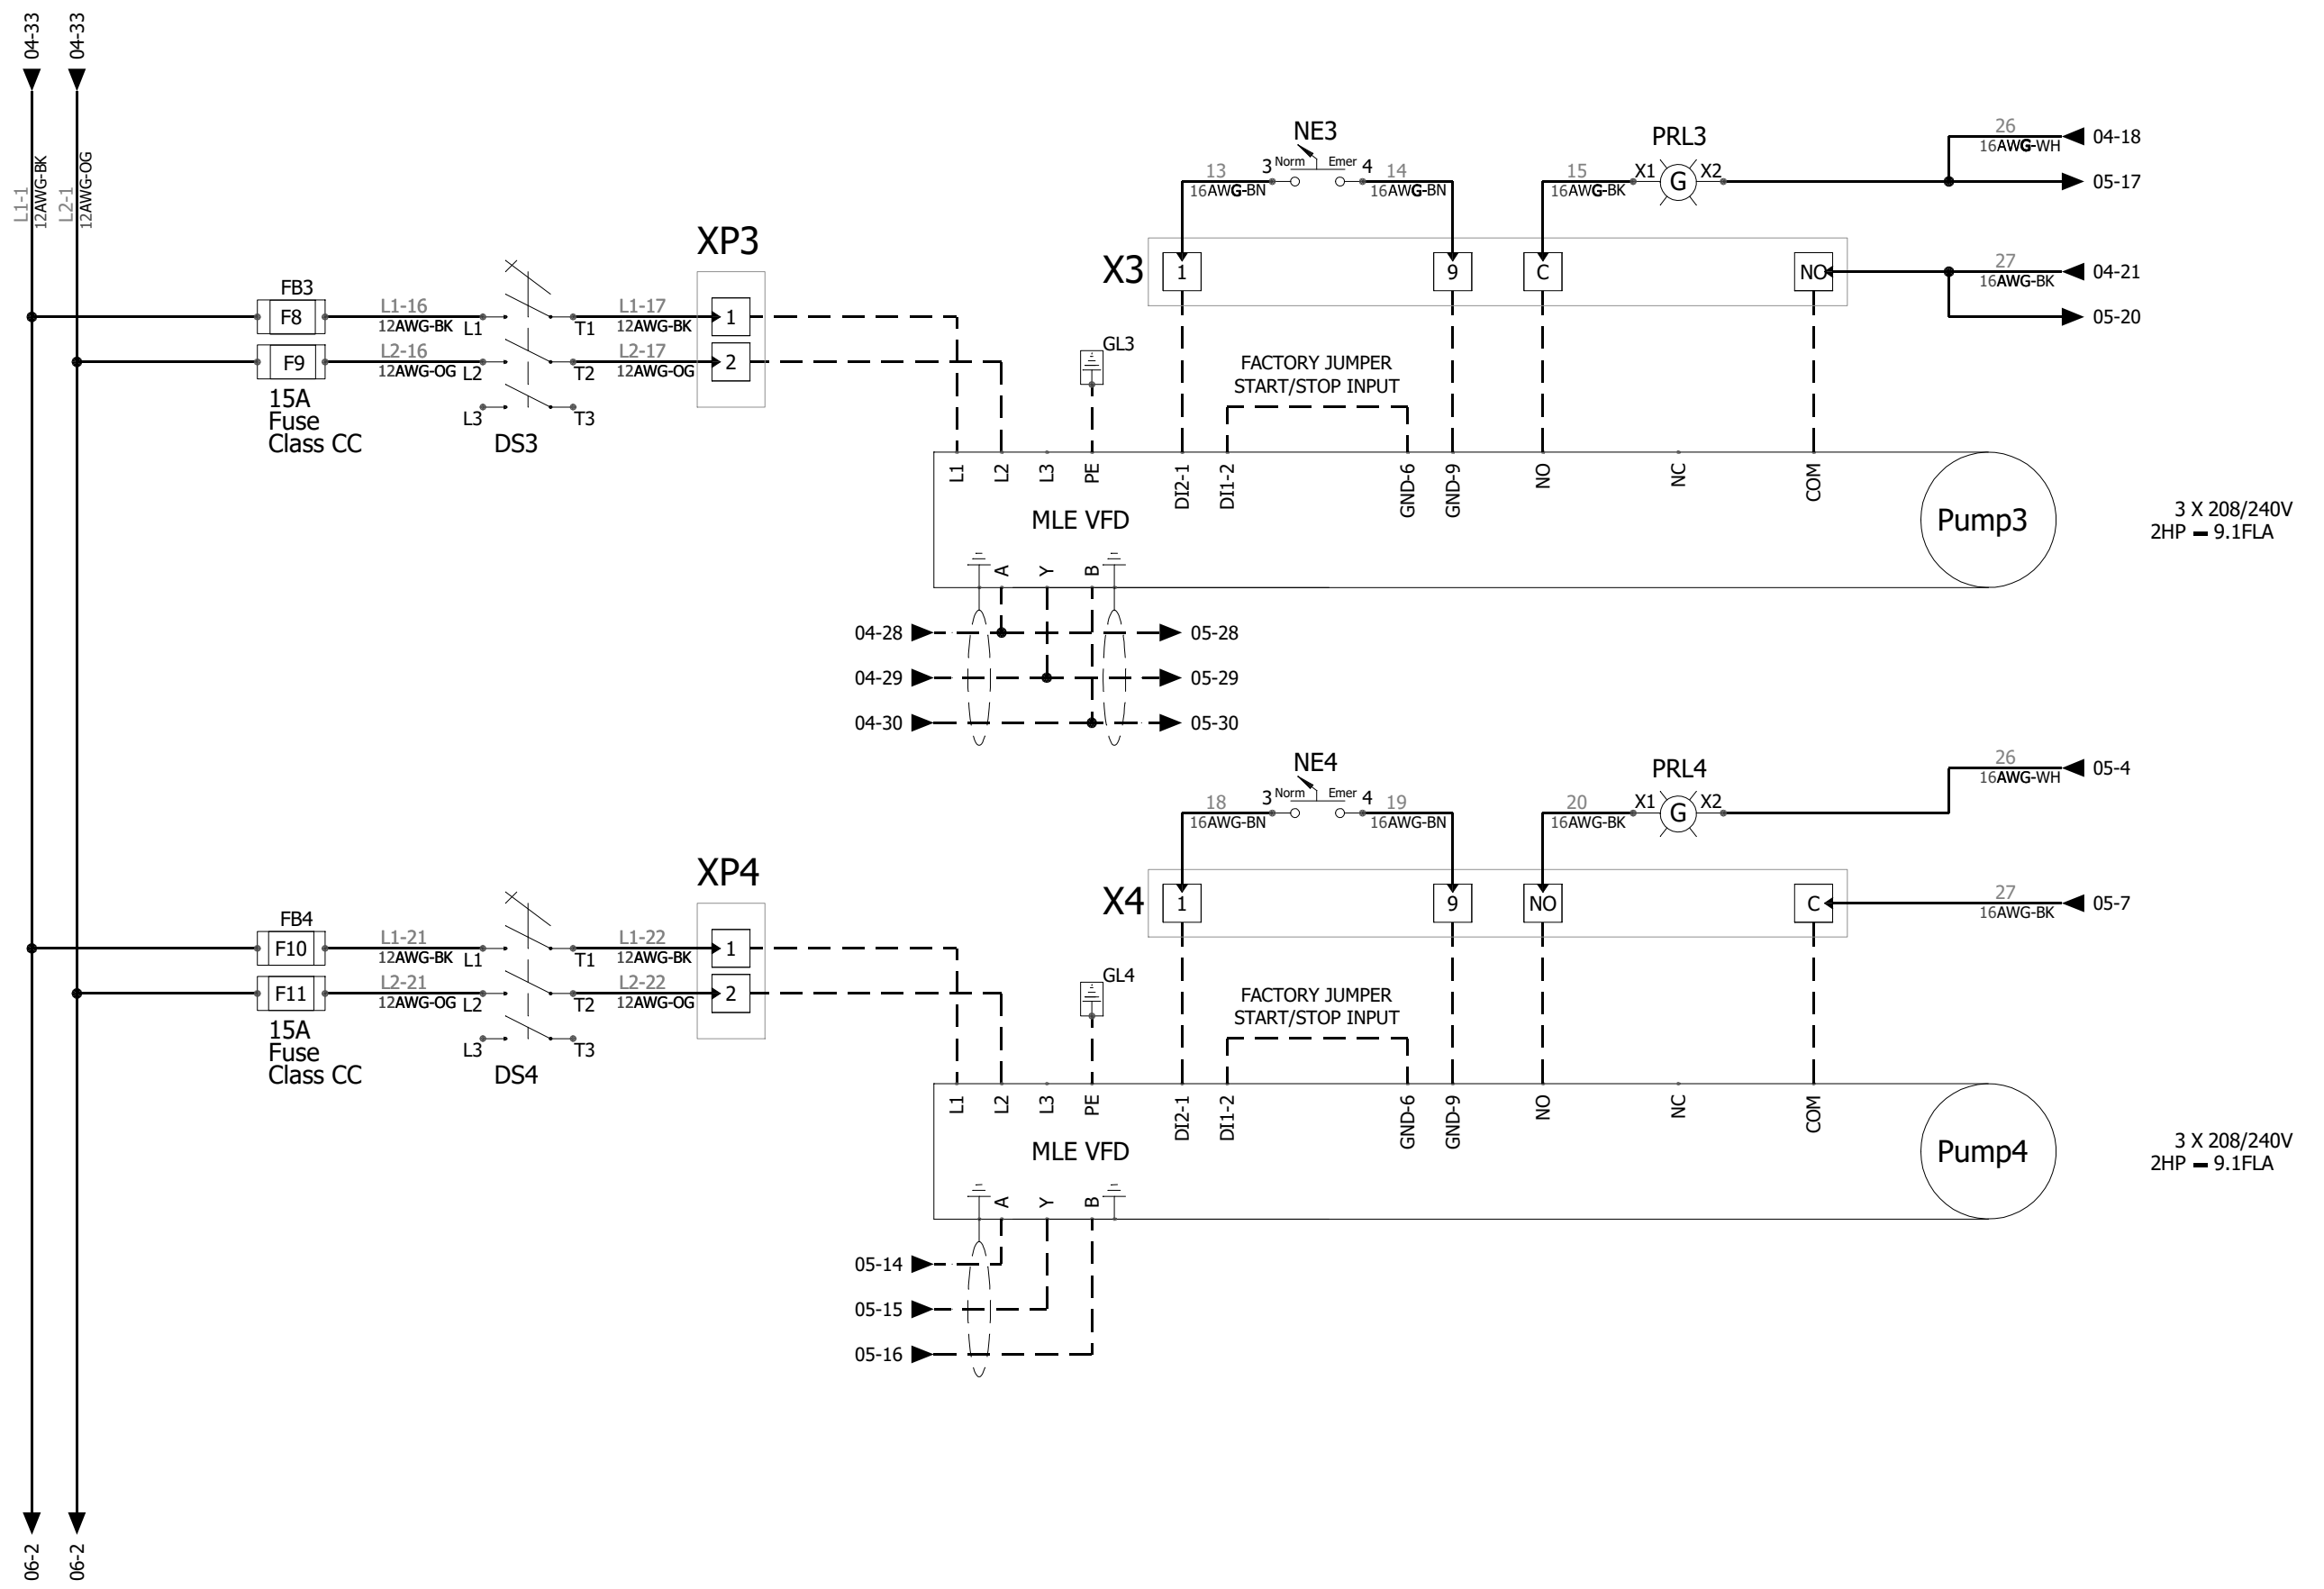 04-33
04-33
L1-1
12AWG-BK
L2-1
12AWG-OG
NE3
3 Norm Emer 4
13
16AWG-BN
14
16AWG-BN
PRL3
15
16AWG-BK
X1 G X2
26
16AWG-WH
04-18
05-17
XP3
X3
1
9
C
NO
27
16AWG-BK
04-21
05-20
FB3
F8
L1-16
12AWG-BK
L1
T1
L1-17
12AWG-BK
1
F9
L2-16
12AWG-OG
L2
T2
L2-17
12AWG-OG
2
15A
Fuse
Class CC
L3
T3
DS3
GL3
FACTORY JUMPER
START/STOP INPUT
L1
L2
L3
PE
DI2-1
DI1-2
GND-6
GND-9
NO
NC
COM
MLE VFD
Pump3
3 X 208/240V
2HP - 9.1FLA
A
Y
B
04-28
05-28
04-29
05-29
04-30
05-30
NE4
3 Norm Emer 4
18
16AWG-BN
19
16AWG-BN
PRL4
20
16AWG-BK
X1 G X2
26
16AWG-WH
05-4
XP4
X4
1
9
NO
C
27
16AWG-BK
05-7
FB4
F10
L1-21
12AWG-BK
L1
T1
L1-22
12AWG-BK
1
F11
L2-21
12AWG-OG
L2
T2
L2-22
12AWG-OG
2
15A
Fuse
Class CC
L3
T3
DS4
GL4
FACTORY JUMPER
START/STOP INPUT
L1
L2
L3
PE
DI2-1
DI1-2
GND-6
GND-9
NO
NC
COM
MLE VFD
Pump4
3 X 208/240V
2HP - 9.1FLA
A
Y
B
05-14
05-15
05-16
06-2
06-2